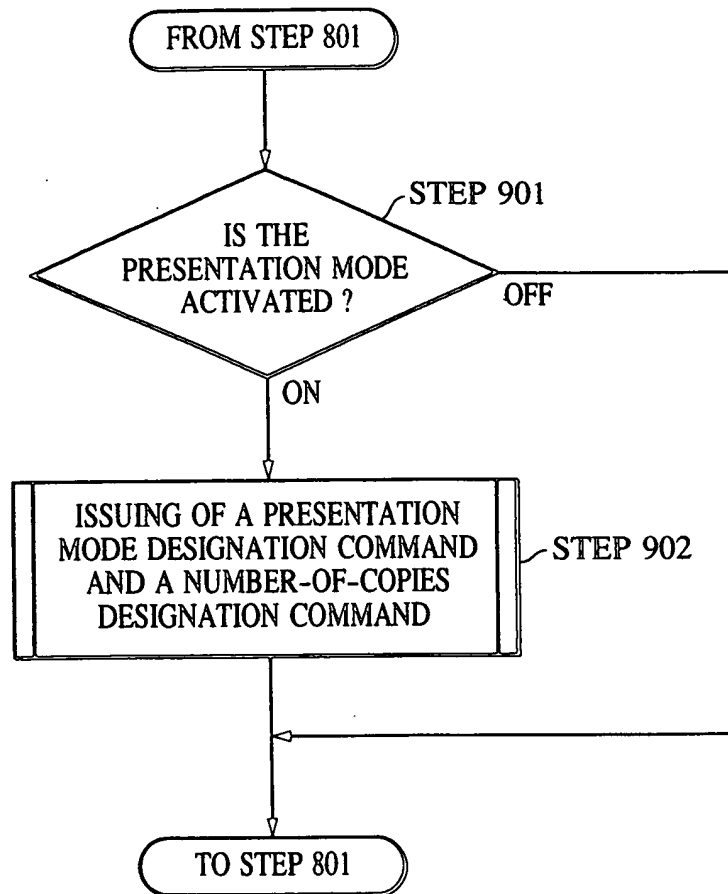 FROM STEP 801
STEP 901
IS THE
PRESENTATION MODE
ACTIVATED ?
OFF
ON
ISSUING OF A PRESENTATION
MODE DESIGNATION COMMAND
AND A NUMBER-OF-COPIES
DESIGNATION COMMAND
STEP 902
TO STEP 801